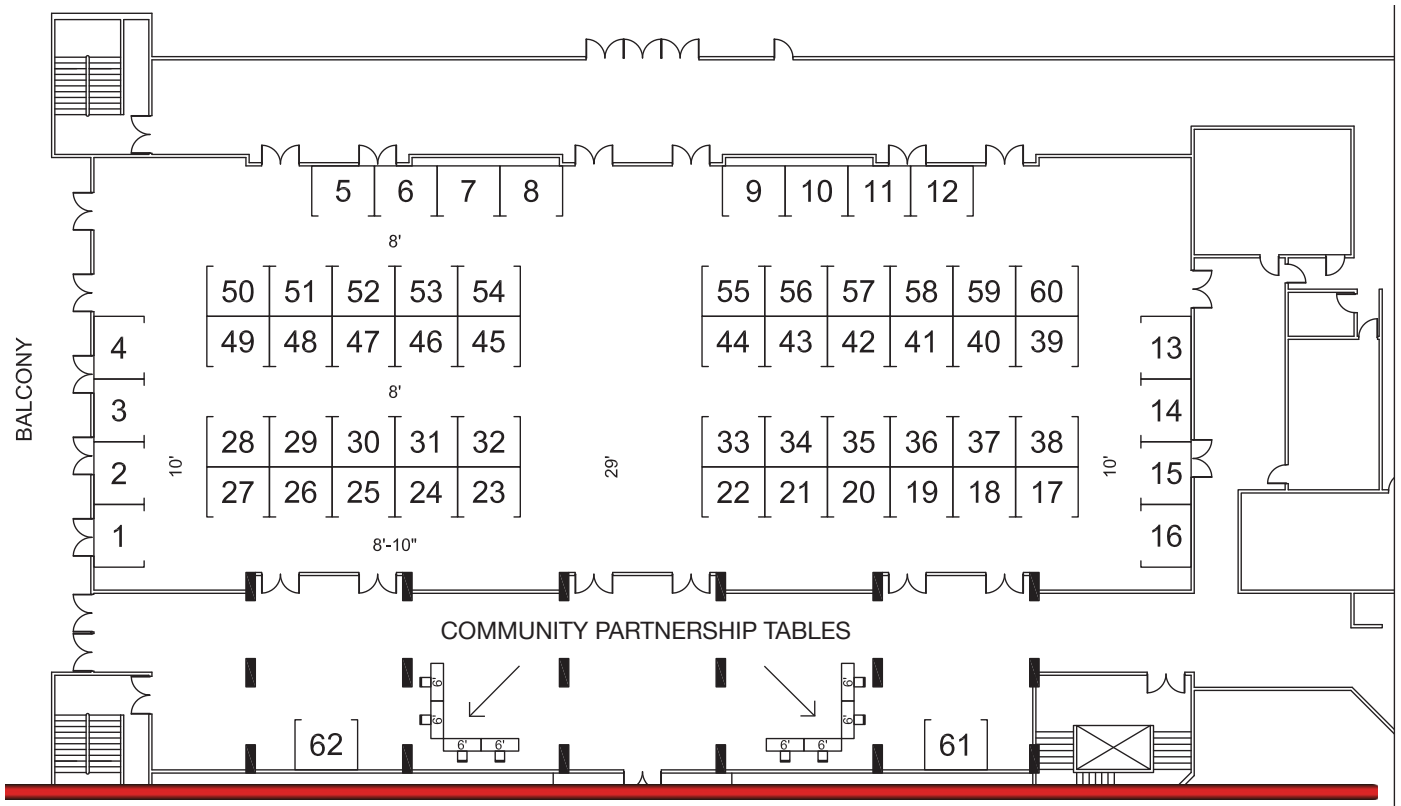 5 6 7 8 9 10 11 12
8'
50 51 52 53 54 55 56 57 58 59 60
49 48 47 46 45 44 43 42 41 40 39
4 13
BALCONY
8'
3 14
28 29 30 31 32 33 34 35 36 37 38
10' 29' 10'
2 15
27 26 25 24 23 22 21 20 19 18 17
1 16
8'-10"
COMMUNITY PARTNERSHIP TABLES
6' 6'
6' 6'
62 6' 6' 6' 6' 61